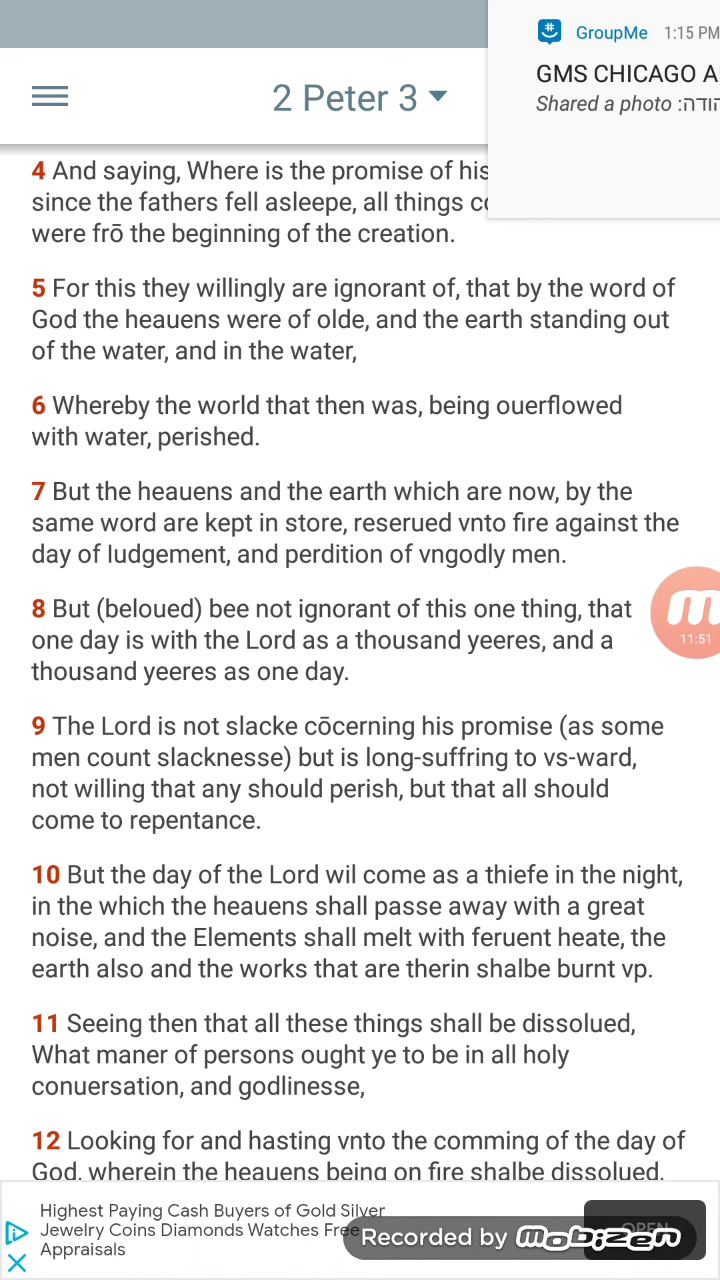 GroupMe 1:15 PM
GMS CHICAGO A
Shared a photo :הודה
2 Peter 3
4 And saying, Where is the promise of his
since the fathers fell asleepe, all things co
were frō the beginning of the creation.
5 For this they willingly are ignorant of, that by the word of
God the heauens were of olde, and the earth standing out
of the water, and in the water,
6 Whereby the world that then was, being ouerflowed
with water, perished.
7 But the heauens and the earth which are now, by the
same word are kept in store, reserued vnto fire against the
day of Iudgement, and perdition of vngodly men.
8 But (beloued) bee not ignorant of this one thing, that
one day is with the Lord as a thousand yeeres, and a
thousand yeeres as one day.
m
11:51
9 The Lord is not slacke cōcerning his promise (as some
men count slacknesse) but is long-suffring to vs-ward,
not willing that any should perish, but that all should
come to repentance.
10 But the day of the Lord wil come as a thiefe in the night,
in the which the heauens shall passe away with a great
noise, and the Elements shall melt with feruent heate, the
earth also and the works that are therin shalbe burnt vp.
11 Seeing then that all these things shall be dissolued,
What maner of persons ought ye to be in all holy
conuersation, and godlinesse,
12 Looking for and hasting vnto the comming of the day of
God, wherein the heauens being on fire shalbe dissolued,
Highest Paying Cash Buyers of Gold Silver
Jewelry Coins Diamonds Watches Free
Appraisals
OPEN
Recorded by mobizen